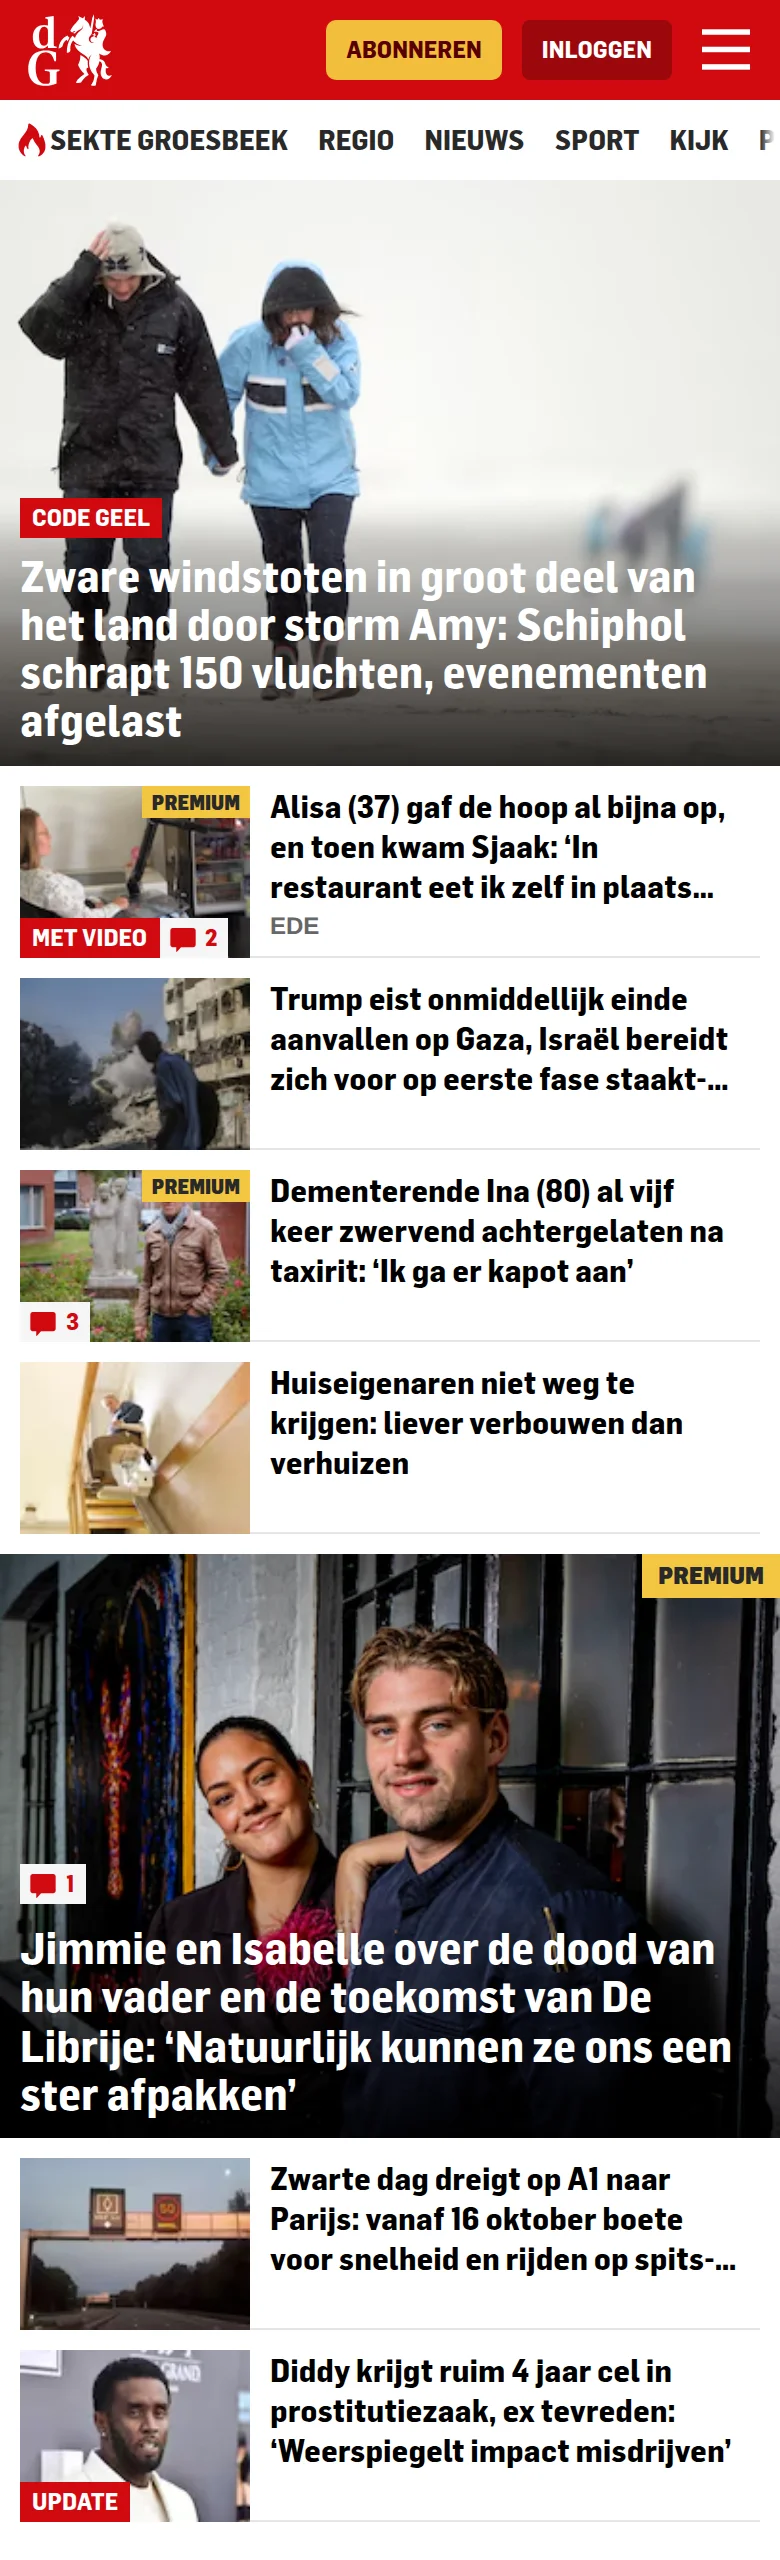 dG
ABONNEREN
INLOGGEN
SEKTE GROESBEEK REGIO NIEUWS SPORT KIJK
CODE GEEL
Zware windstoten in groot deel van
het land door storm Amy: Schiphol
schrapt 150 vluchten, evenementen
afgelast
PREMIUM
MET VIDEO 2
Alisa (37) gaf de hoop al bijna op,
en toen kwam Sjaak: ‘In
restaurant eet ik zelf in plaats...
EDE
Trump eist onmiddellijk einde
aanvallen op Gaza, Israël bereidt
zich voor op eerste fase staakt-...
PREMIUM
3
Dementerende Ina (80) al vijf
keer zwervend achtergelaten na
taxirit: ‘Ik ga er kapot aan’
Huiseigenaren niet weg te
krijgen: liever verbouwen dan
verhuizen
PREMIUM
1
Jimmie en Isabelle over de dood van
hun vader en de toekomst van De
Librije: ‘Natuurlijk kunnen ze ons een
ster afpakken’
50
Zwarte dag dreigt op A1 naar
Parijs: vanaf 16 oktober boete
voor snelheid en rijden op spits-...
UPDATE
Diddy krijgt ruim 4 jaar cel in
prostitutiezaak, ex tevreden:
‘Weerspiegelt impact misdrijven’